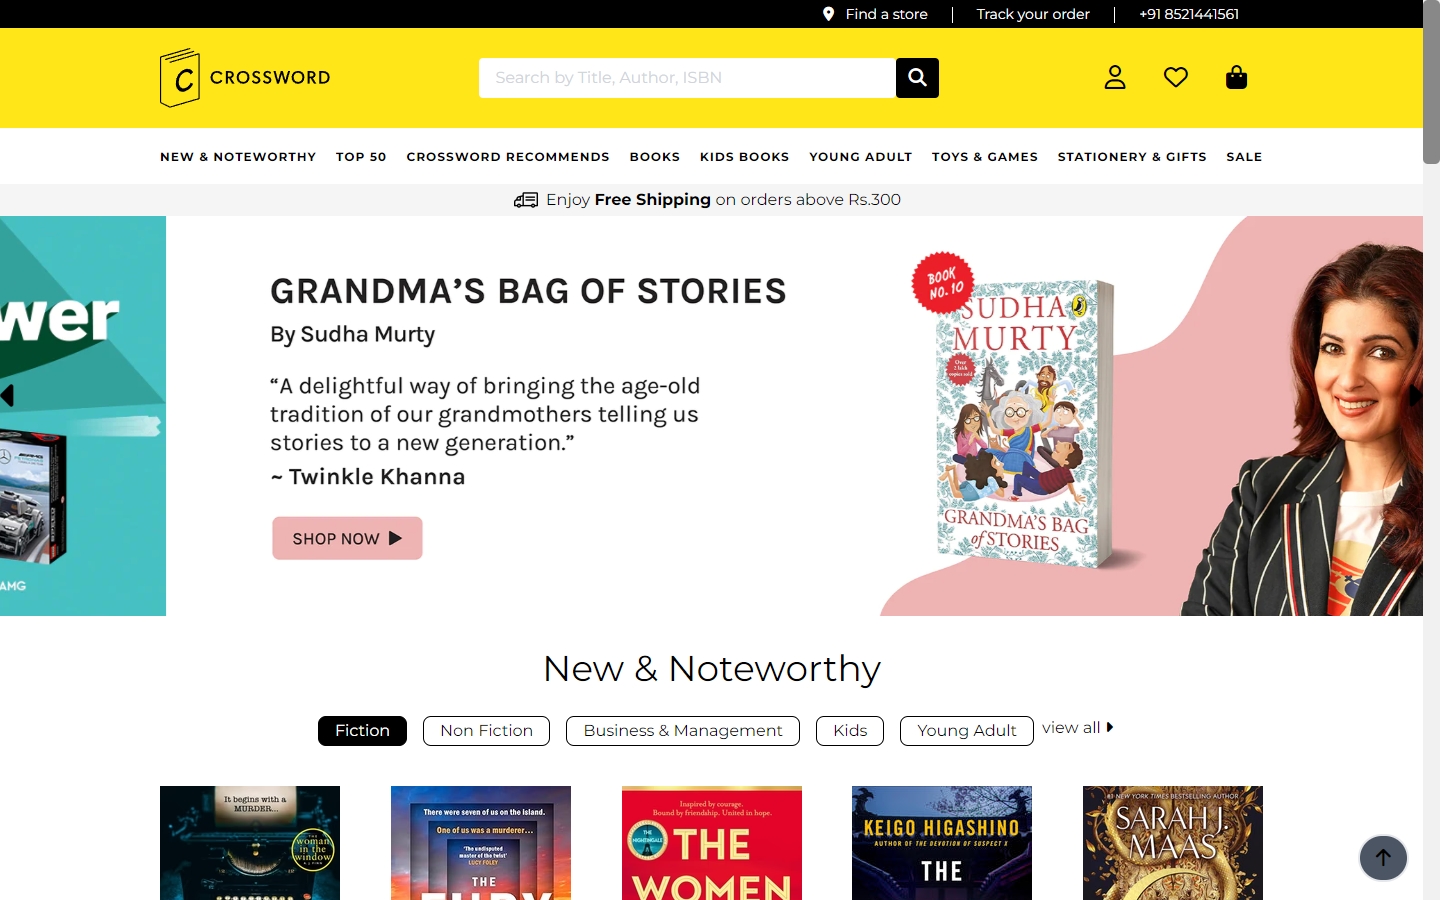 Find a store
Track your order
+91 8521441561
C CROSSWORD
Search by Title, Author, ISBN
NEW & NOTEWORTHY
TOP 50
CROSSWORD RECOMMENDS
BOOKS
KIDS BOOKS
YOUNG ADULT
TOYS & GAMES
STATIONERY & GIFTS
SALE
Enjoy Free Shipping on orders above Rs.300
wer
AMG
GRANDMA'S BAG OF STORIES
By Sudha Murty
“A delightful way of bringing the age-old
tradition of our grandmothers telling us
stories to a new generation.”
~ Twinkle Khanna
SHOP NOW
BOOK
NO. 10
SUDHA
MURTY
Over
2 lakh
copies sold
GRANDMA'S BAG
of STORIES
New & Noteworthy
Fiction
Non Fiction
Business & Management
Kids
Young Adult
view all
It begins with a
MURDER...
THE
woman
in the
window
There were seven of us on the Island.
One of us was a murderer...
'The undisputed
master of the twist'
LUCY FOLEY
THE
FURY
Inspired by courage.
Bound by friendship. United in hope.
THE
NIGHTINGALE
THE
WOMEN
KEIGO HIGASHINO
AUTHOR OF THE DEVOTION OF SUSPECT X
THE
#1 NEW YORK TIMES BESTSELLING AUTHOR
SARAH J.
MAAS